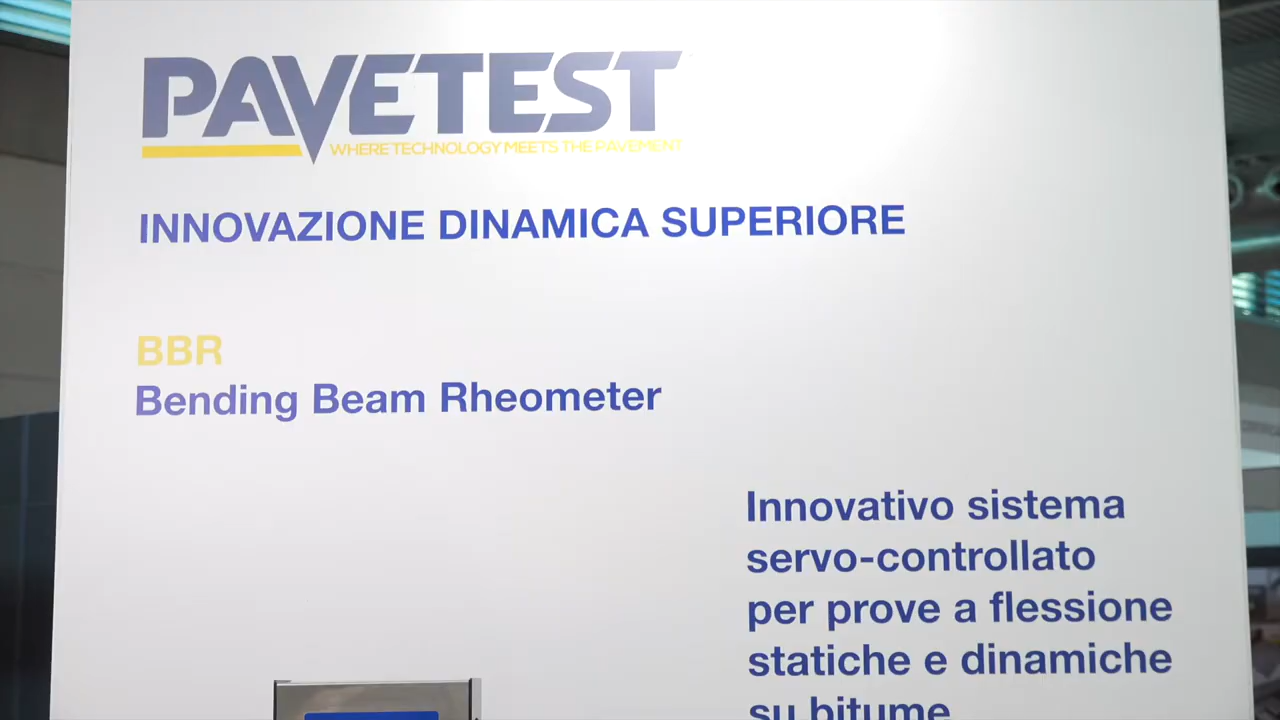 PAVETEST
WHERE TECHNOLOGY MEETS THE PAVEMENT
INNOVAZIONE DINAMICA SUPERIORE
BBR
Bending Beam Rheometer
Innovativo sistema
servo-controllato
per prove a flessione
statiche e dinamiche
su bitume